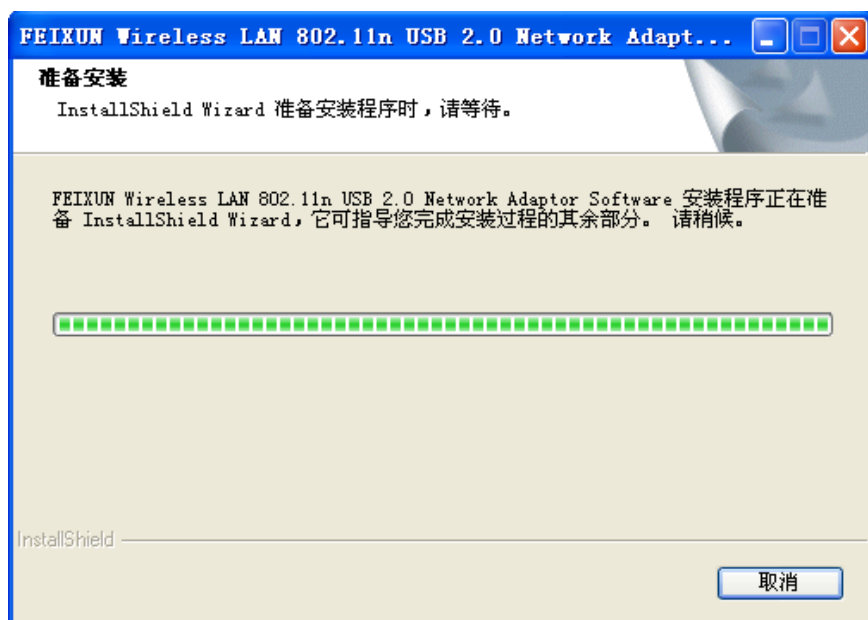 FEIXUN Wireless LAN 802.11n USB 2.0 Network Adapt...
准备安装
InstallShield Wizard 准备安装程序时，请等待。
FEIXUN Wireless LAN 802.11n USB 2.0 Network Adaptor Software 安装程序正在准
备 InstallShield Wizard，它可指导您完成安装过程的其余部分。 请稍候。
InstallShield
取消